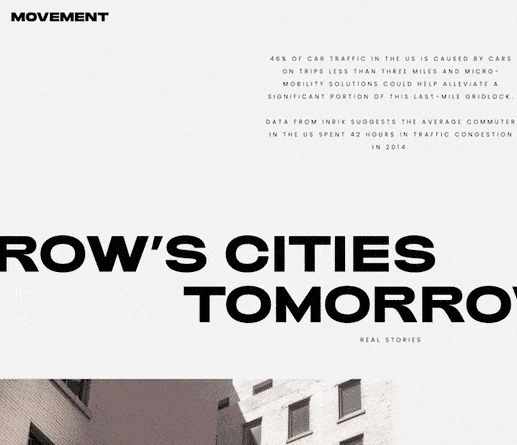 MOVEMENT
46% OF CAR TRAFFIC IN THE US IS CAUSED BY CARS
ON TRIPS LESS THAN THREE MILES AND MICRO-
MOBILITY SOLUTIONS COULD HELP ALLEVIATE A
SIGNIFICANT PORTION OF THIS LAST-MILE GRIDLOCK.
DATA FROM INRIX SUGGESTS THE AVERAGE COMMUTER
IN THE US SPENT 42 HOURS IN TRAFFIC CONGESTION
IN 2014.
ROW'S CITIES
TOMORROW
REAL STORIES